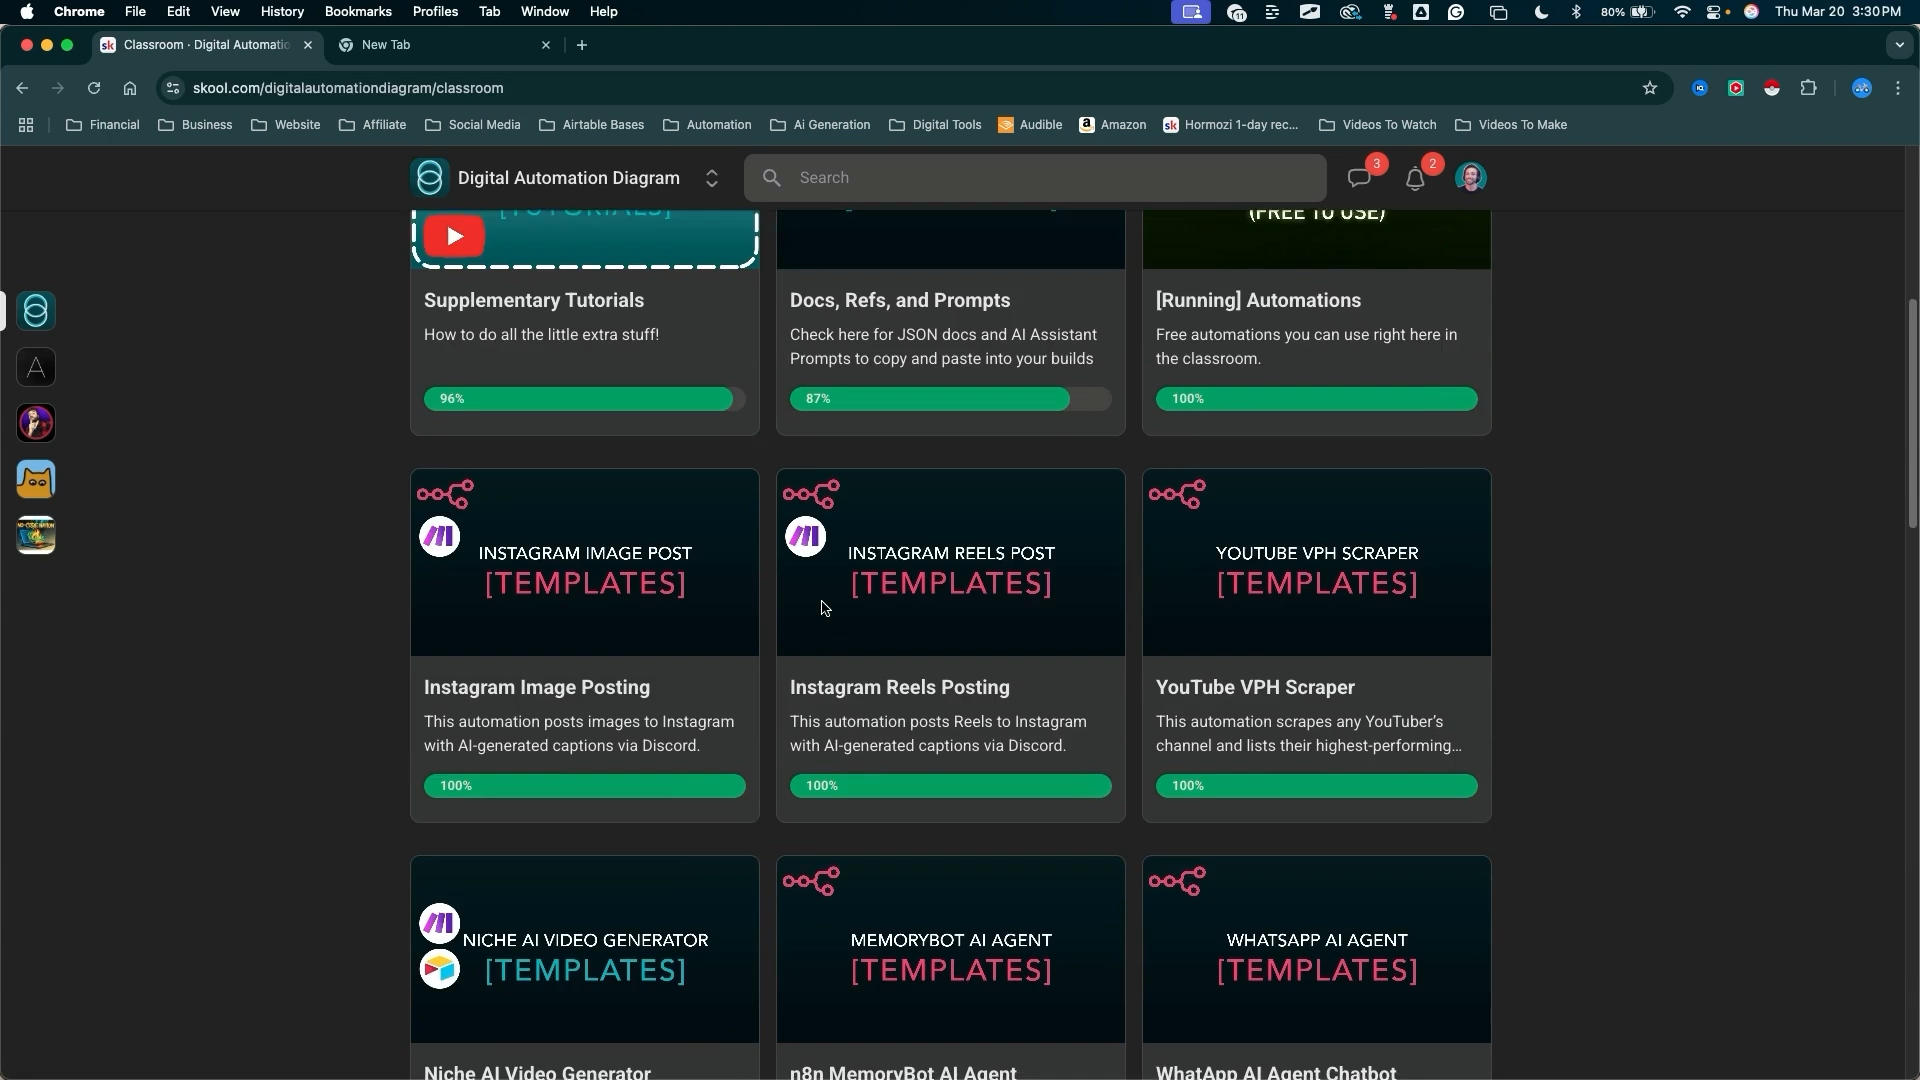 Chrome File Edit View History Bookmarks Profiles Tab Window Help 11 80% Thu Mar 20 3:30 PM
Classroom · Digital Automatio
New Tab
skool.com/digitalautomationdiagram/classroom
Financial Business Website Affiliate Social Media Airtable Bases Automation Ai Generation Digital Tools Audible Amazon Hormozi 1-day rec... Videos To Watch Videos To Make
Digital Automation Diagram
Search
3
2
[TUTORIALS]
(FREE TO USE)
Supplementary Tutorials
How to do all the little extra stuff!
96%
Docs, Refs, and Prompts
Check here for JSON docs and AI Assistant
Prompts to copy and paste into your builds
87%
[Running] Automations
Free automations you can use right here in
the classroom.
100%
INSTAGRAM IMAGE POST
[TEMPLATES]
Instagram Image Posting
This automation posts images to Instagram
with AI-generated captions via Discord.
100%
INSTAGRAM REELS POST
[TEMPLATES]
Instagram Reels Posting
This automation posts Reels to Instagram
with AI-generated captions via Discord.
100%
YOUTUBE VPH SCRAPER
[TEMPLATES]
YouTube VPH Scraper
This automation scrapes any YouTuber's
channel and lists their highest-performing...
100%
NICHE AI VIDEO GENERATOR
[TEMPLATES]
Niche AI Video Generator
MEMORYBOT AI AGENT
[TEMPLATES]
n8n MemoryBot AI Agent
WHATSAPP AI AGENT
[TEMPLATES]
WhatApp AI Agent Chatbot